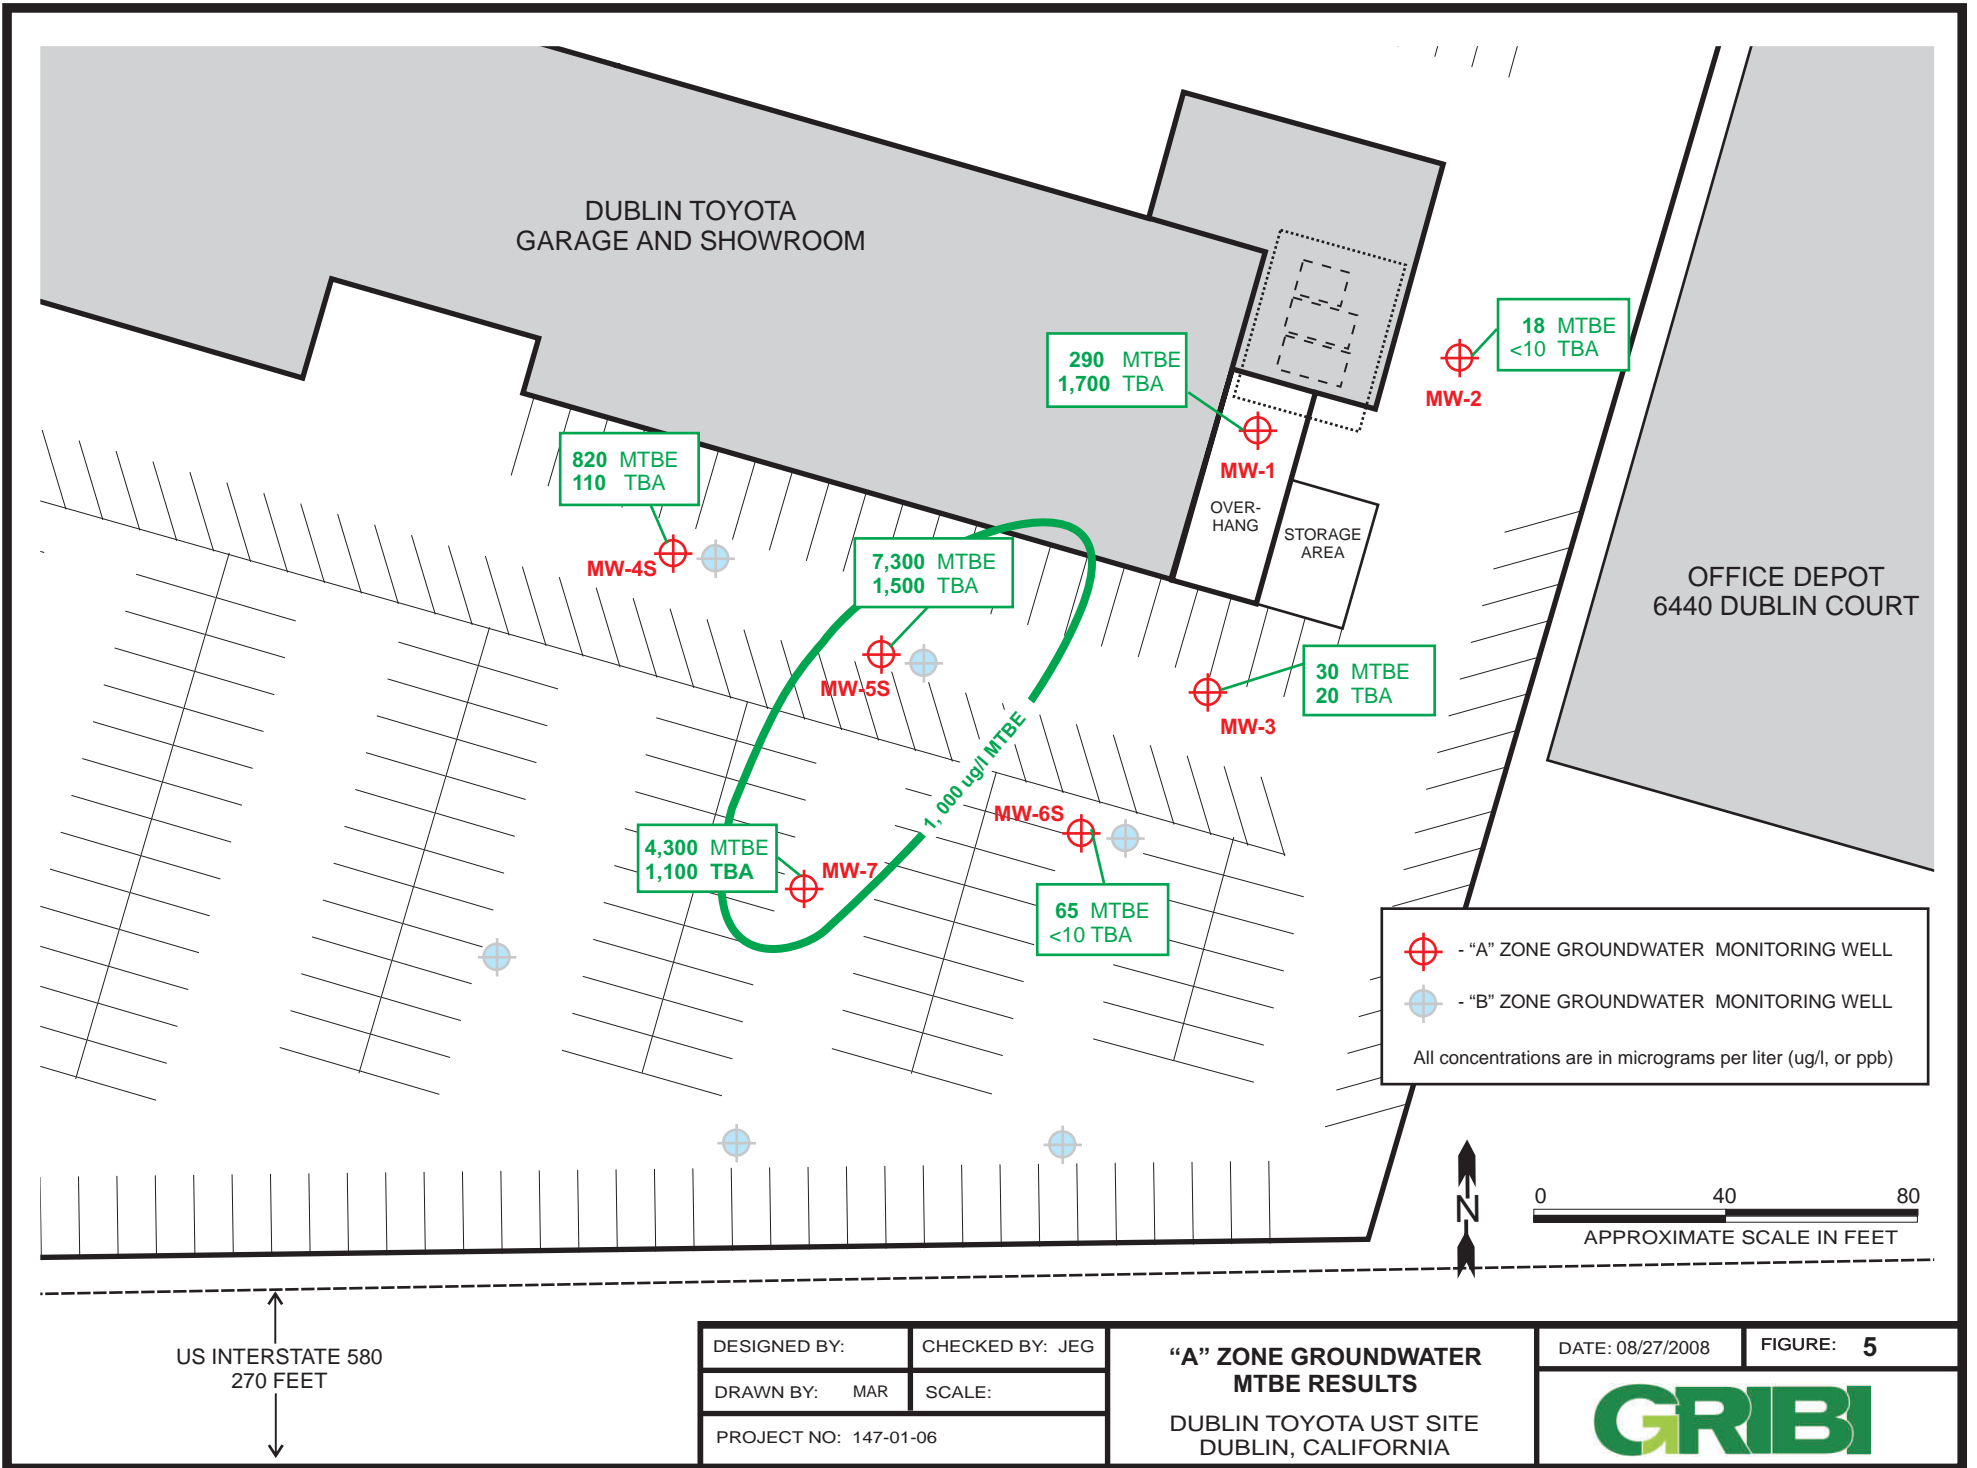 DUBLIN TOYOTA
GARAGE AND SHOWROOM
18 MTBE
<10 TBA
MW-2
290 MTBE
1,700 TBA
MW-1
OVER-
HANG
STORAGE
AREA
820 MTBE
110 TBA
MW-4S
7,300 MTBE
1,500 TBA
MW-5S
OFFICE DEPOT
6440 DUBLIN COURT
30 MTBE
20 TBA
MW-3
1, 000 ug/l MTBE
MW-6S
4,300 MTBE
1,100 TBA
MW-7
65 MTBE
<10 TBA
- “A” ZONE GROUNDWATER MONITORING WELL
- “B” ZONE GROUNDWATER MONITORING WELL
All concentrations are in micrograms per liter (ug/l, or ppb)
N
0 40 80
APPROXIMATE SCALE IN FEET
US INTERSTATE 580
270 FEET
DESIGNED BY:
CHECKED BY: JEG
DRAWN BY: MAR
SCALE:
PROJECT NO: 147-01-06
“A” ZONE GROUNDWATER
MTBE RESULTS
DUBLIN TOYOTA UST SITE
DUBLIN, CALIFORNIA
DATE: 08/27/2008
FIGURE: 5
GRIBI